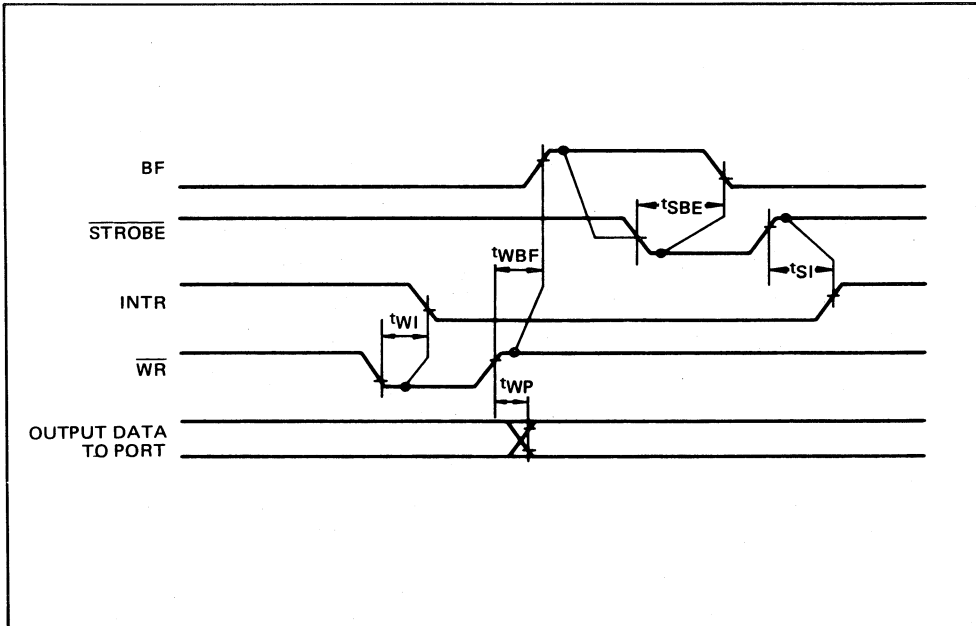 BF
tSBE
STROBE
tWBF
tSI
INTR
tWI
WR
tWP
OUTPUT DATA
TO PORT